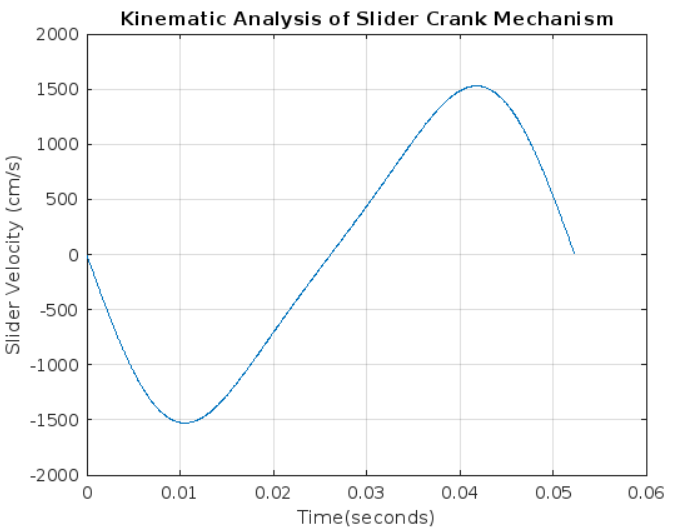 Kinematic Analysis of Slider Crank Mechanism
2000
1500
1000
500
0
-500
-1000
-1500
-2000
Slider Velocity (cm/s)
0 0.01 0.02 0.03 0.04 0.05 0.06
Time(seconds)